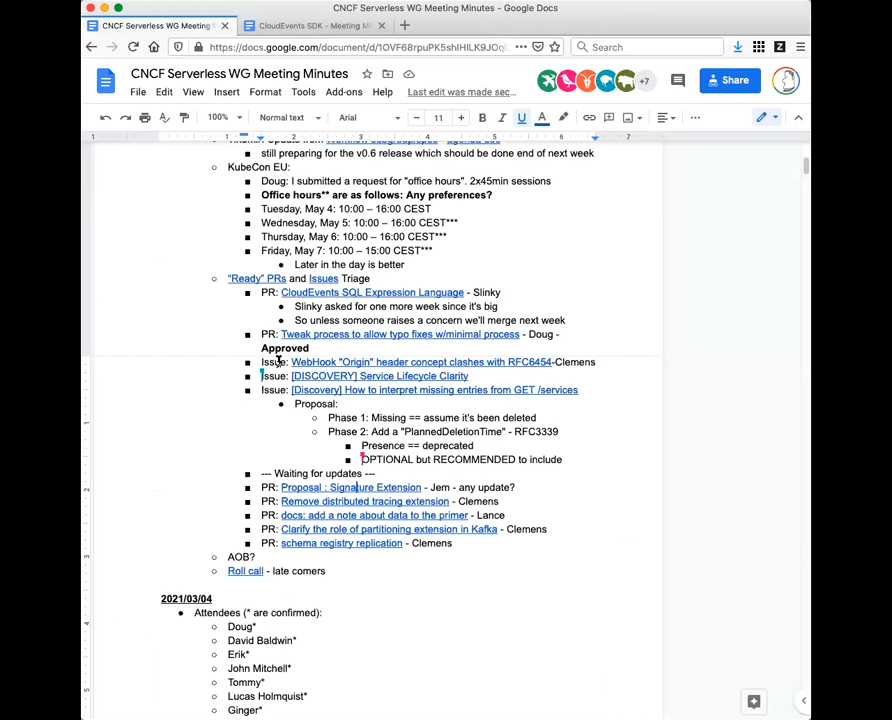 CNCF Serverless WG Meeting Minutes - Google Docs
CNCF Serverless WG Meeting
CloudEvents SDK - Meeting Mi
https://docs.google.com/document/d/1OVF68rpuPK5shIHILK9JOql
Search
CNCF Serverless WG Meeting Minutes
File Edit View Insert Format Tools Add-ons Help Last edit was made sec...
+7
Share
100% Normal text Arial 11 B I U A
1 1 2 3 4 5 6 7
still preparing for the v0.6 release which should be done end of next week
KubeCon EU:
Doug: I submitted a request for "office hours". 2x45min sessions
Office hours** are as follows: Any preferences?
Tuesday, May 4: 10:00 – 16:00 CEST
Wednesday, May 5: 10:00 – 16:00 CEST***
Thursday, May 6: 10:00 – 16:00 CEST***
Friday, May 7: 10:00 – 15:00 CEST***
Later in the day is better
"Ready" PRs and Issues Triage
PR: CloudEvents SQL Expression Language - Slinky
Slinky asked for one more week since it's big
So unless someone raises a concern we'll merge next week
PR: Tweak process to allow typo fixes w/minimal process - Doug -
Approved
Issue: WebHook "Origin" header concept clashes with RFC6454-Clemens
Issue: [DISCOVERY] Service Lifecycle Clarity
Issue: [Discovery] How to interpret missing entries from GET /services
Proposal:
Phase 1: Missing == assume it's been deleted
Phase 2: Add a "PlannedDeletionTime" - RFC3339
Presence == deprecated
OPTIONAL but RECOMMENDED to include
--- Waiting for updates ---
PR: Proposal : Signature Extension - Jem - any update?
PR: Remove distributed tracing extension - Clemens
PR: docs: add a note about data to the primer - Lance
PR: Clarify the role of partitioning extension in Kafka - Clemens
PR: schema registry replication - Clemens
AOB?
Roll call - late comers
2021/03/04
Attendees (* are confirmed):
Doug*
David Baldwin*
Erik*
John Mitchell*
Tommy*
Lucas Holmquist*
Ginger*